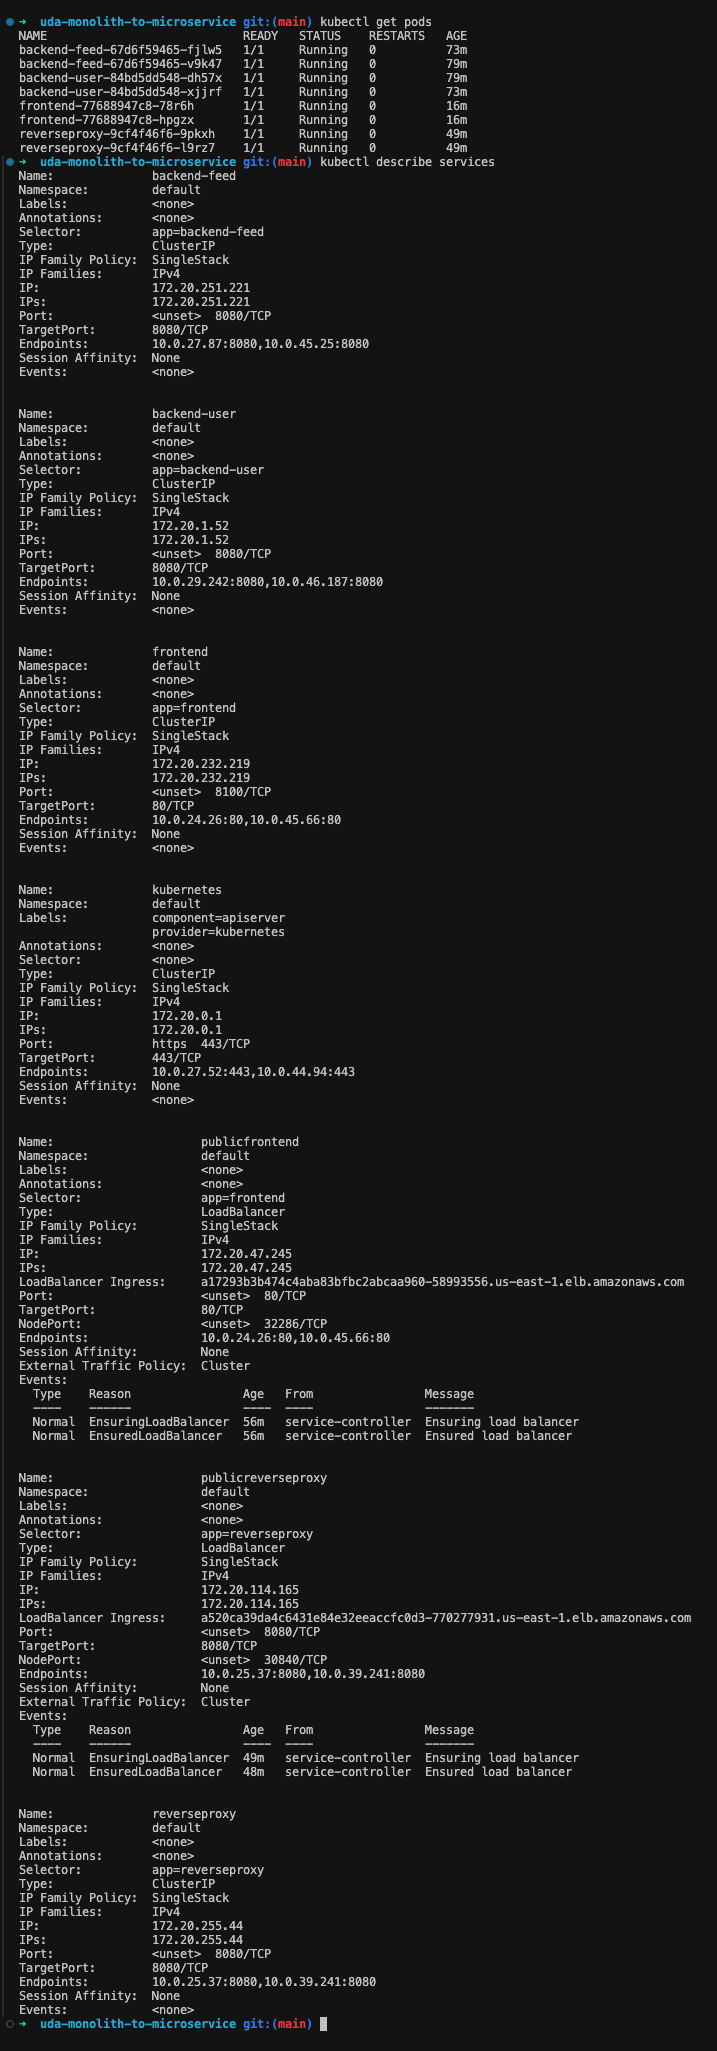 ➜  uda-monolith-to-microservice git:(main) kubectl get pods
NAME                            READY   STATUS    RESTARTS   AGE
backend-feed-67d6f59465-fjlw5   1/1     Running   0          73m
backend-feed-67d6f59465-v9k47   1/1     Running   0          79m
backend-user-84bd5dd548-dh57x   1/1     Running   0          79m
backend-user-84bd5dd548-xjjrf   1/1     Running   0          73m
frontend-77688947c8-78r6h       1/1     Running   0          16m
frontend-77688947c8-hpgzx       1/1     Running   0          16m
reverseproxy-9cf4f46f6-9pkxh    1/1     Running   0          49m
reverseproxy-9cf4f46f6-l9rz7    1/1     Running   0          49m
➜  uda-monolith-to-microservice git:(main) kubectl describe services
Name:              backend-feed
Namespace:         default
Labels:            <none>
Annotations:       <none>
Selector:          app=backend-feed
Type:              ClusterIP
IP Family Policy:  SingleStack
IP Families:       IPv4
IP:                172.20.251.221
IPs:               172.20.251.221
Port:              <unset>  8080/TCP
TargetPort:        8080/TCP
Endpoints:         10.0.27.87:8080,10.0.45.25:8080
Session Affinity:  None
Events:            <none>
Name:              backend-user
Namespace:         default
Labels:            <none>
Annotations:       <none>
Selector:          app=backend-user
Type:              ClusterIP
IP Family Policy:  SingleStack
IP Families:       IPv4
IP:                172.20.1.52
IPs:               172.20.1.52
Port:              <unset>  8080/TCP
TargetPort:        8080/TCP
Endpoints:         10.0.29.242:8080,10.0.46.187:8080
Session Affinity:  None
Events:            <none>
Name:              frontend
Namespace:         default
Labels:            <none>
Annotations:       <none>
Selector:          app=frontend
Type:              ClusterIP
IP Family Policy:  SingleStack
IP Families:       IPv4
IP:                172.20.232.219
IPs:               172.20.232.219
Port:              <unset>  8100/TCP
TargetPort:        80/TCP
Endpoints:         10.0.24.26:80,10.0.45.66:80
Session Affinity:  None
Events:            <none>
Name:              kubernetes
Namespace:         default
Labels:            component=apiserver
                   provider=kubernetes
Annotations:       <none>
Selector:          <none>
Type:              ClusterIP
IP Family Policy:  SingleStack
IP Families:       IPv4
IP:                172.20.0.1
IPs:               172.20.0.1
Port:              https  443/TCP
TargetPort:        443/TCP
Endpoints:         10.0.27.52:443,10.0.44.94:443
Session Affinity:  None
Events:            <none>
Name:                     publicfrontend
Namespace:                default
Labels:                   <none>
Annotations:              <none>
Selector:                 app=frontend
Type:                     LoadBalancer
IP Family Policy:         SingleStack
IP Families:              IPv4
IP:                       172.20.47.245
IPs:                      172.20.47.245
LoadBalancer Ingress:     a17293b3b474c4aba83bfbc2abcaa960-58993556.us-east-1.elb.amazonaws.com
Port:                     <unset>  80/TCP
TargetPort:               80/TCP
NodePort:                 <unset>  32286/TCP
Endpoints:                10.0.24.26:80,10.0.45.66:80
Session Affinity:         None
External Traffic Policy:  Cluster
Events:
  Type    Reason                Age   From                Message
  ----    ------                ----  ----                -------
  Normal  EnsuringLoadBalancer  56m   service-controller  Ensuring load balancer
  Normal  EnsuredLoadBalancer   56m   service-controller  Ensured load balancer
Name:                     publicreverseproxy
Namespace:                default
Labels:                   <none>
Annotations:              <none>
Selector:                 app=reverseproxy
Type:                     LoadBalancer
IP Family Policy:         SingleStack
IP Families:              IPv4
IP:                       172.20.114.165
IPs:                      172.20.114.165
LoadBalancer Ingress:     a520ca39da4c6431e84e32eeaccfc0d3-770277931.us-east-1.elb.amazonaws.com
Port:                     <unset>  8080/TCP
TargetPort:               8080/TCP
NodePort:                 <unset>  30840/TCP
Endpoints:                10.0.25.37:8080,10.0.39.241:8080
Session Affinity:         None
External Traffic Policy:  Cluster
Events:
  Type    Reason                Age   From                Message
  ----    ------                ----  ----                -------
  Normal  EnsuringLoadBalancer  49m   service-controller  Ensuring load balancer
  Normal  EnsuredLoadBalancer   48m   service-controller  Ensured load balancer
Name:              reverseproxy
Namespace:         default
Labels:            <none>
Annotations:       <none>
Selector:          app=reverseproxy
Type:              ClusterIP
IP Family Policy:  SingleStack
IP Families:       IPv4
IP:                172.20.255.44
IPs:               172.20.255.44
Port:              <unset>  8080/TCP
TargetPort:        8080/TCP
Endpoints:         10.0.25.37:8080,10.0.39.241:8080
Session Affinity:  None
Events:            <none>
➜  uda-monolith-to-microservice git:(main)